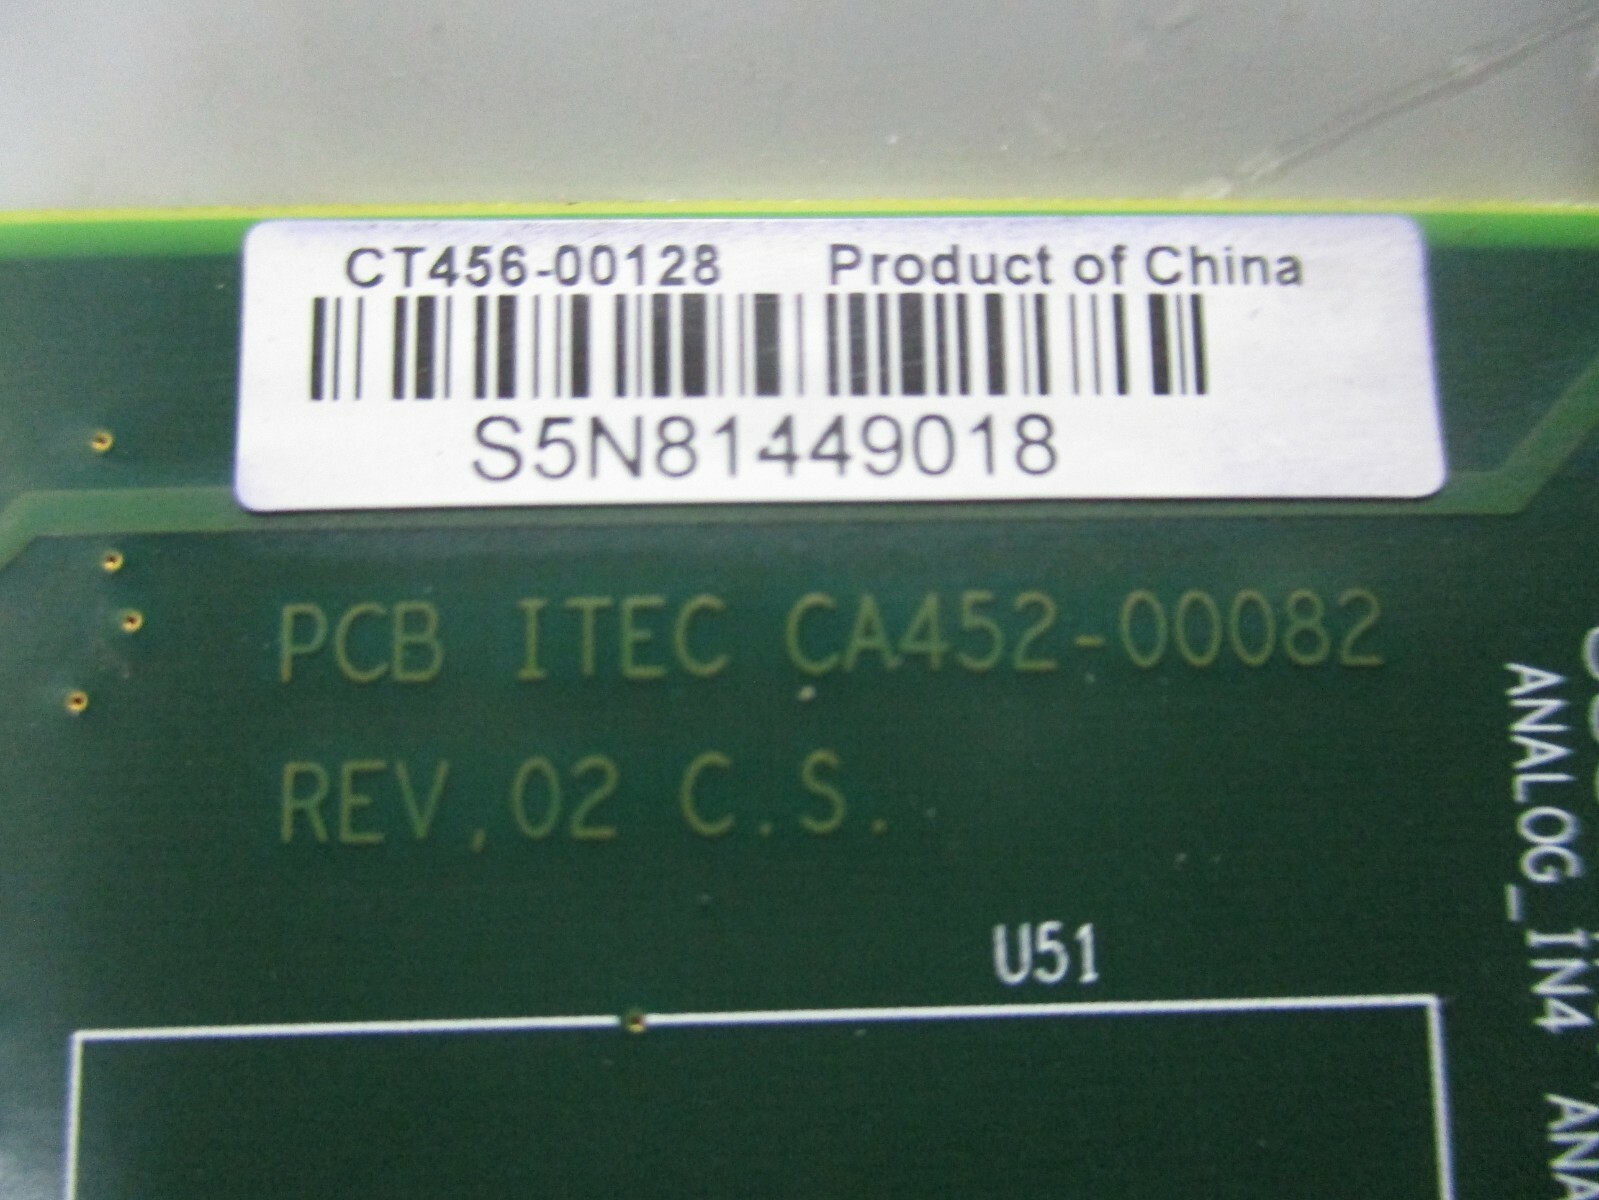 CT456-00128 Product of China
S5N81449018
PCB ITEC CA452-00082
REV,02 C.S.
U51
ANALOG_IN4